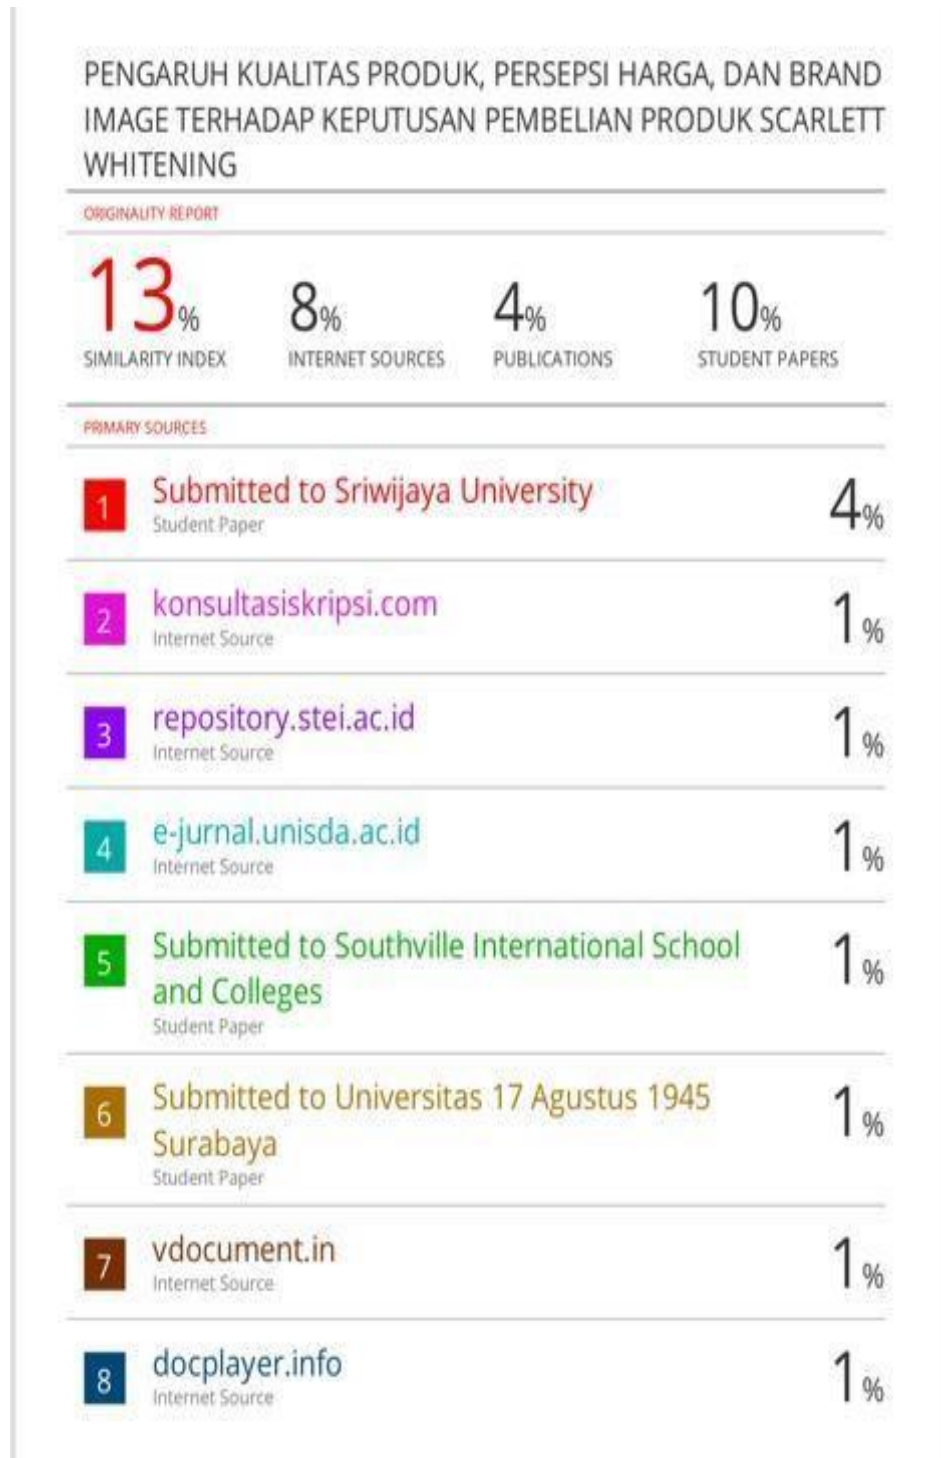 PENGARUH KUALITAS PRODUK, PERSEPSI HARGA, DAN BRAND
IMAGE TERHADAP KEPUTUSAN PEMBELIAN PRODUK SCARLETT
WHITENING
ORIGINALITY REPORT
13%
SIMILARITY INDEX
8%
INTERNET SOURCES
4%
PUBLICATIONS
10%
STUDENT PAPERS
PRIMARY SOURCES
1
Submitted to Sriwijaya University
Student Paper
4%
2
konsultasiskripsi.com
Internet Source
1%
3
repository.stei.ac.id
Internet Source
1%
4
e-jurnal.unisda.ac.id
Internet Source
1%
5
Submitted to Southville International School
and Colleges
Student Paper
1%
6
Submitted to Universitas 17 Agustus 1945
Surabaya
Student Paper
1%
7
vdocument.in
Internet Source
1%
8
docplayer.info
Internet Source
1%